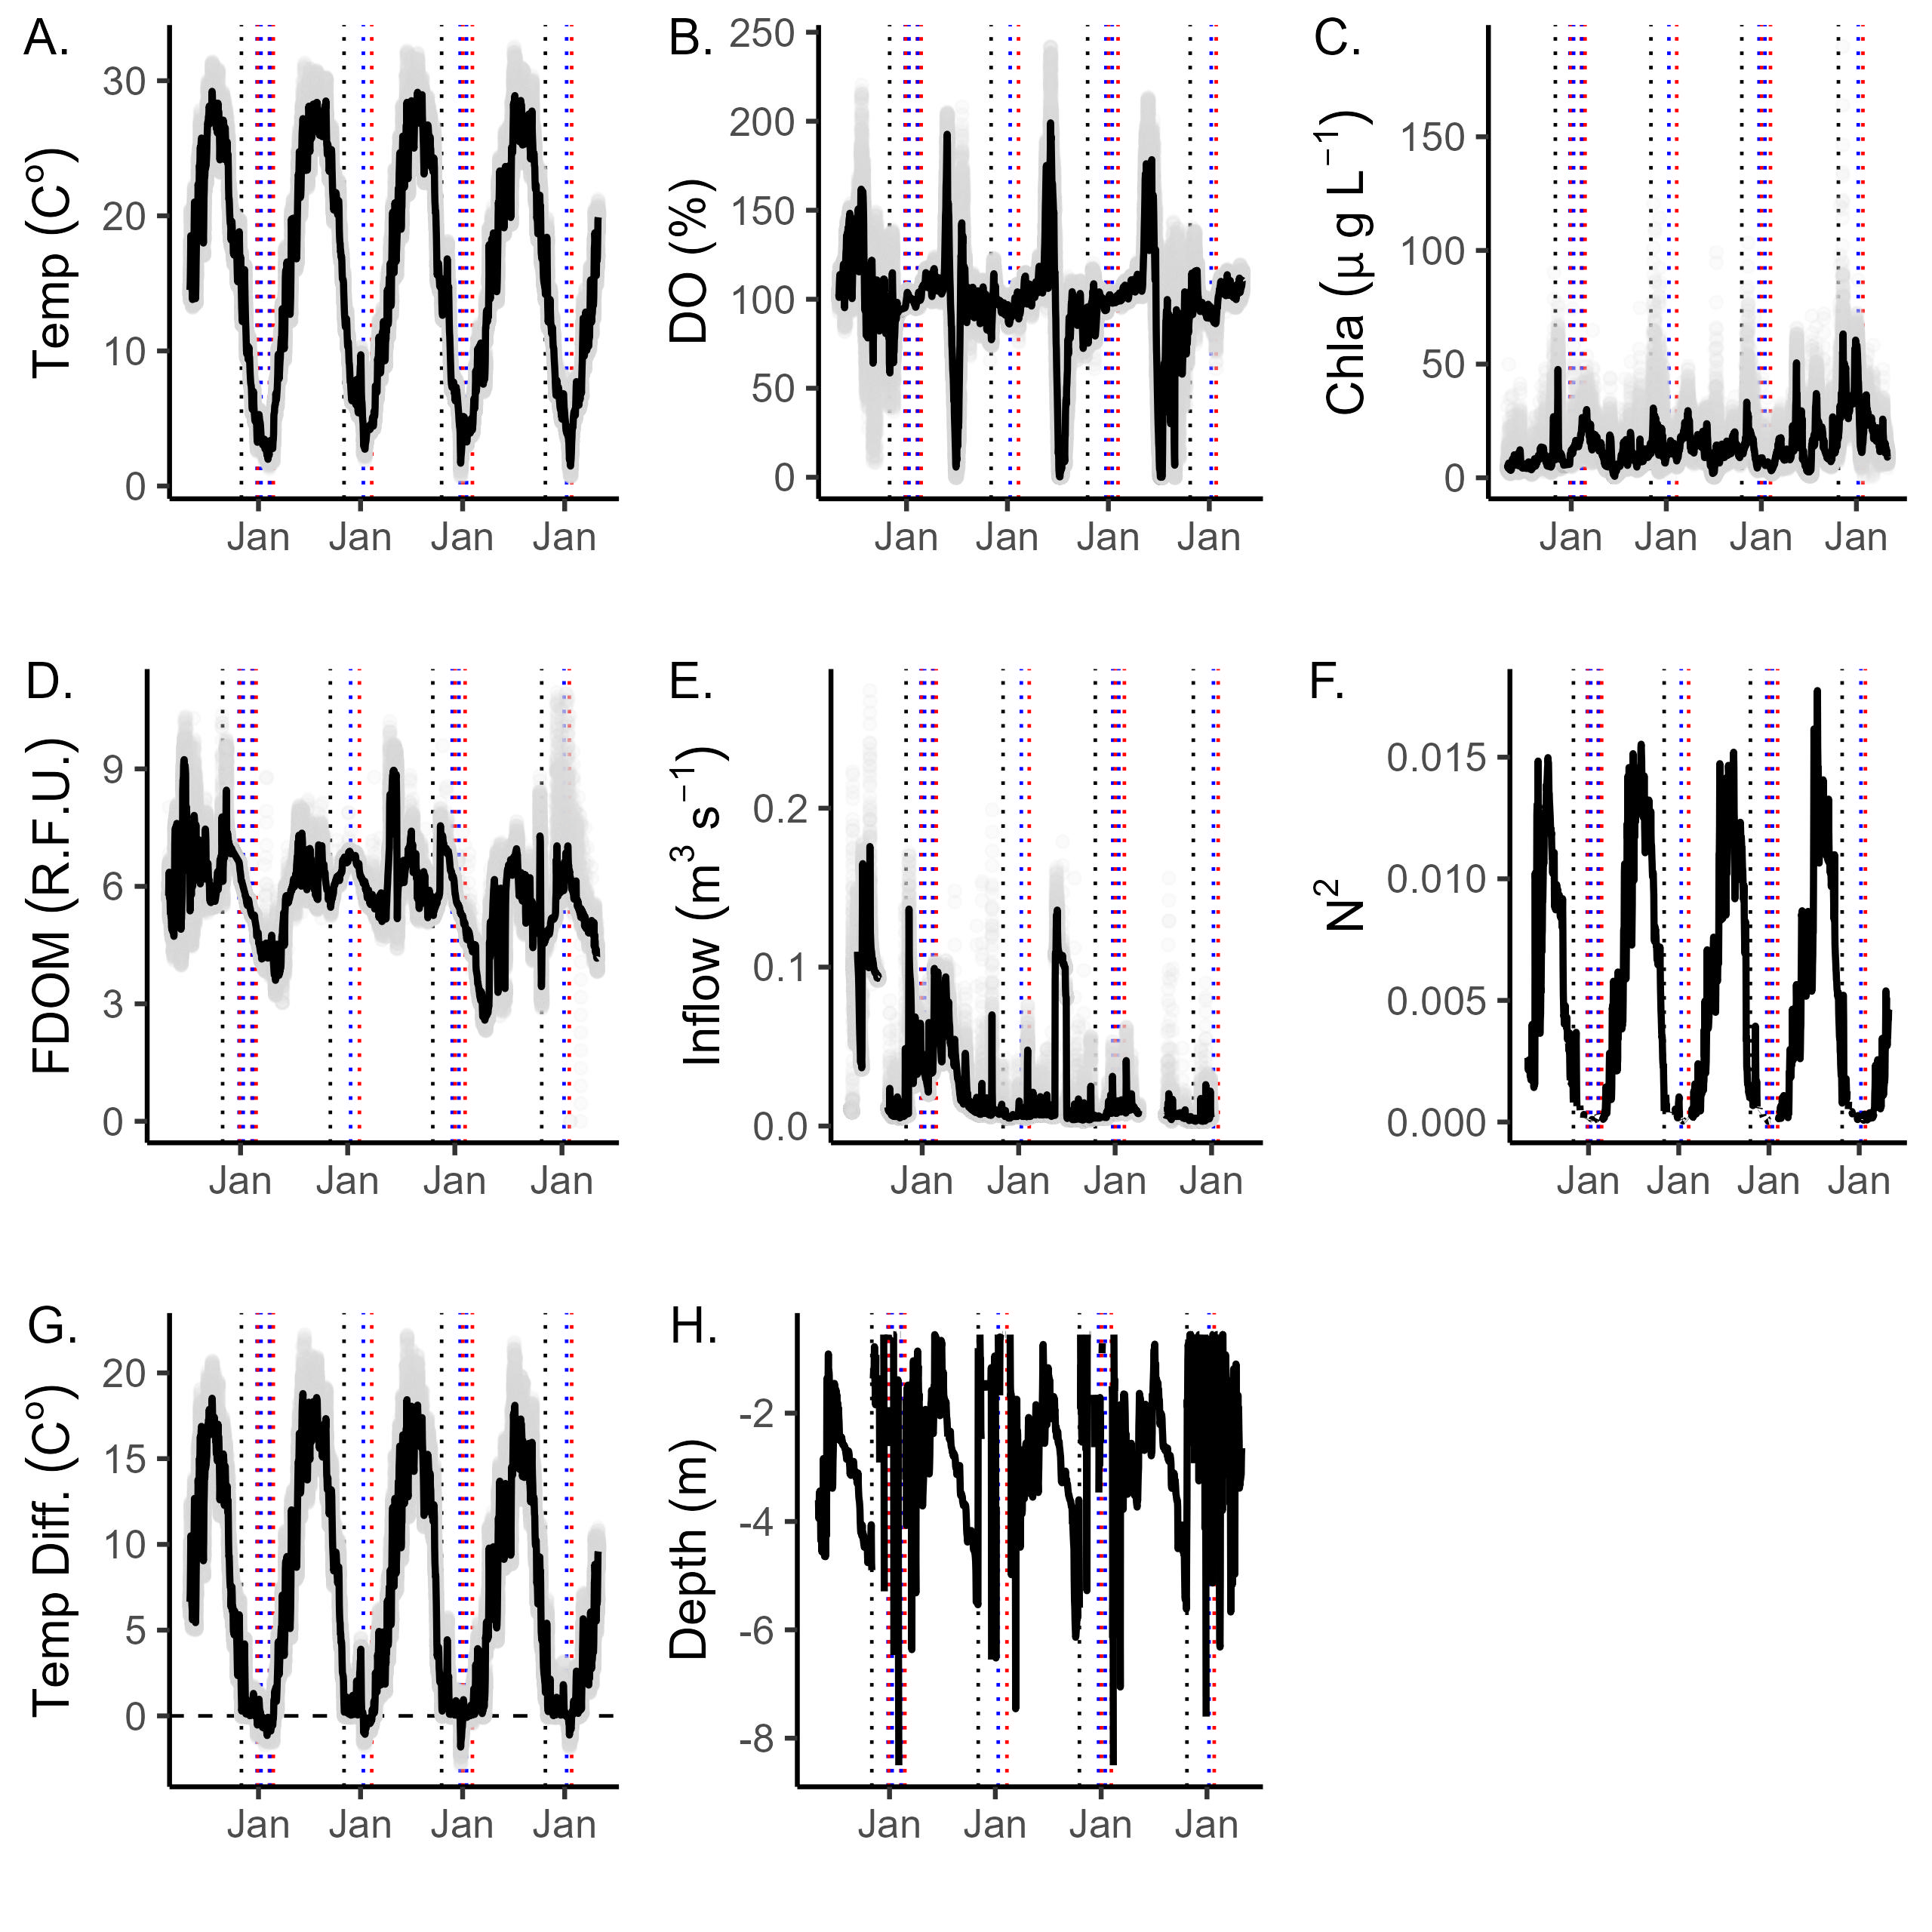 A.
Temp (C°)
30
20
10
0
Jan Jan Jan Jan
B.
DO (%)
250
200
150
100
50
0
Jan Jan Jan Jan
C.
Chla (µ g L⁻¹)
150
100
50
0
Jan Jan Jan Jan
D.
FDOM (R.F.U.)
9
6
3
0
Jan Jan Jan Jan
E.
Inflow (m³ s⁻¹)
0.2
0.1
0.0
Jan Jan Jan Jan
F.
N²
0.015
0.010
0.005
0.000
Jan Jan Jan Jan
G.
Temp Diff. (C°)
20
15
10
5
0
Jan Jan Jan Jan
H.
Depth (m)
-2
-4
-6
-8
Jan Jan Jan Jan